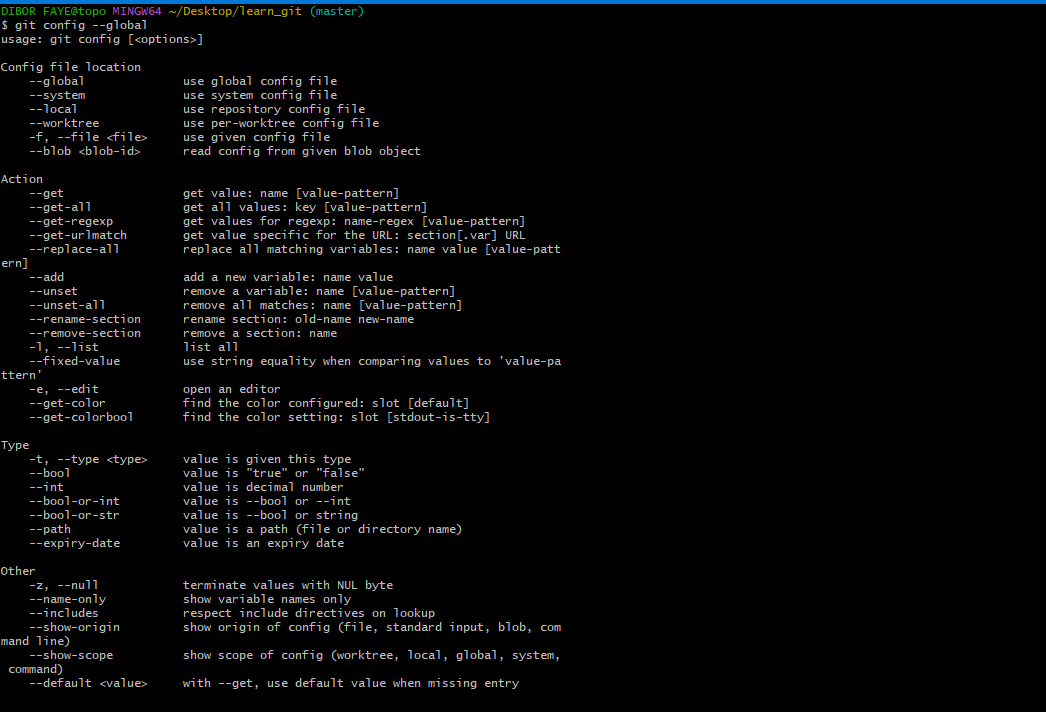 DIBOR FAYE@topo MINGW64 ~/Desktop/learn_git (master)
$ git config --global
usage: git config [<options>]

Config file location
    --global              use global config file
    --system              use system config file
    --local               use repository config file
    --worktree            use per-worktree config file
    -f, --file <file>     use given config file
    --blob <blob-id>      read config from given blob object

Action
    --get                 get value: name [value-pattern]
    --get-all             get all values: key [value-pattern]
    --get-regexp          get values for regexp: name-regex [value-pattern]
    --get-urlmatch        get value specific for the URL: section[.var] URL
    --replace-all         replace all matching variables: name value [value-patt
ern]
    --add                 add a new variable: name value
    --unset               remove a variable: name [value-pattern]
    --unset-all           remove all matches: name [value-pattern]
    --rename-section      rename section: old-name new-name
    --remove-section      remove a section: name
    -l, --list            list all
    --fixed-value         use string equality when comparing values to 'value-pa
ttern'
    -e, --edit            open an editor
    --get-color           find the color configured: slot [default]
    --get-colorbool       find the color setting: slot [stdout-is-tty]

Type
    -t, --type <type>     value is given this type
    --bool                value is "true" or "false"
    --int                 value is decimal number
    --bool-or-int         value is --bool or --int
    --bool-or-str         value is --bool or string
    --path                value is a path (file or directory name)
    --expiry-date         value is an expiry date

Other
    -z, --null            terminate values with NUL byte
    --name-only           show variable names only
    --includes            respect include directives on lookup
    --show-origin         show origin of config (file, standard input, blob, com
mand line)
    --show-scope          show scope of config (worktree, local, global, system,
 command)
    --default <value>     with --get, use default value when missing entry